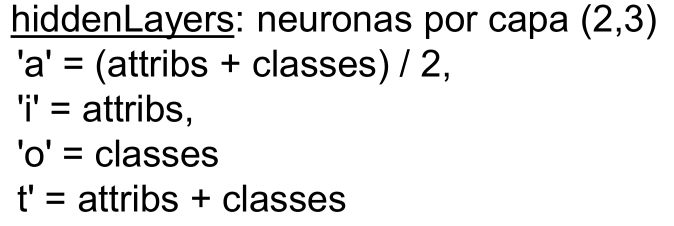 hiddenLayers: neuronas por capa (2,3)
'a' = (attribs + classes) / 2,
'i' = attribs,
'o' = classes
t' = attribs + classes